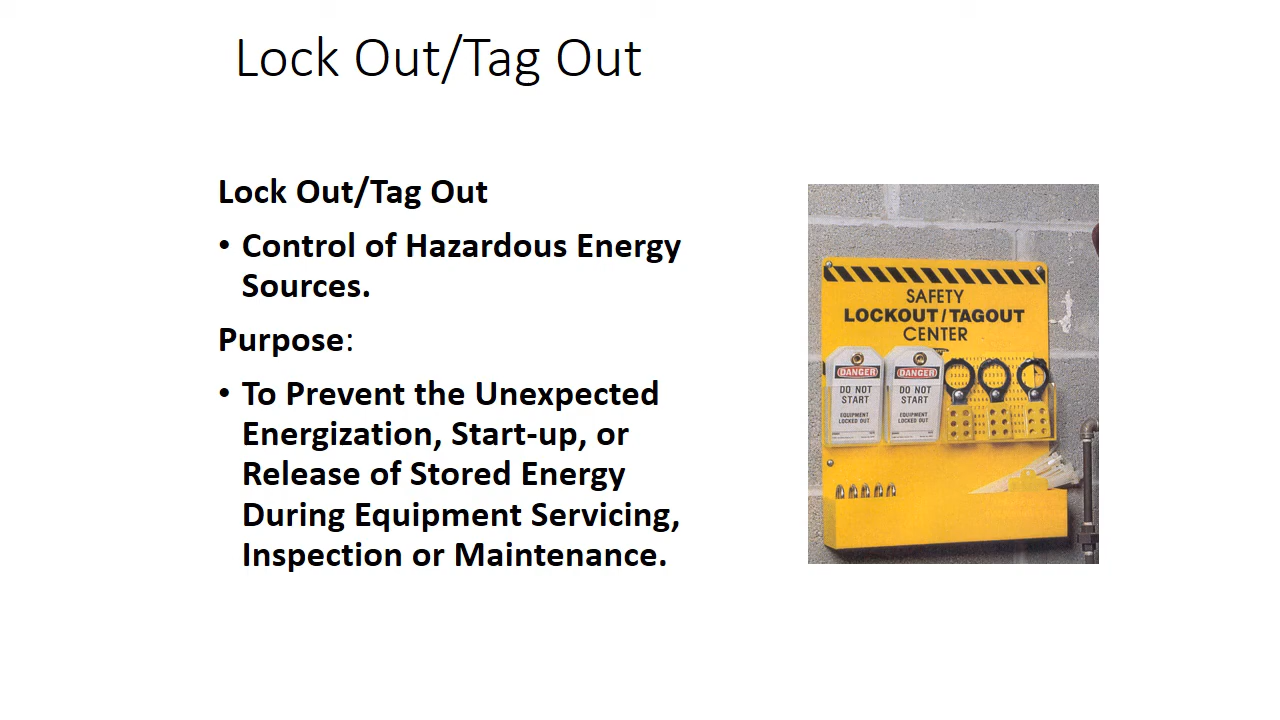 Lock Out/Tag Out
Lock Out/Tag Out
• Control of Hazardous Energy
Sources.
Purpose:
• To Prevent the Unexpected
Energization, Start-up, or
Release of Stored Energy
During Equipment Servicing,
Inspection or Maintenance.
SAFETY
LOCKOUT/TAGOUT
CENTER
DANGER
DO NOT
START
EQUIPMENT
LOCKED OUT
DANGER
DO NOT
START
EQUIPMENT
LOCKED OUT